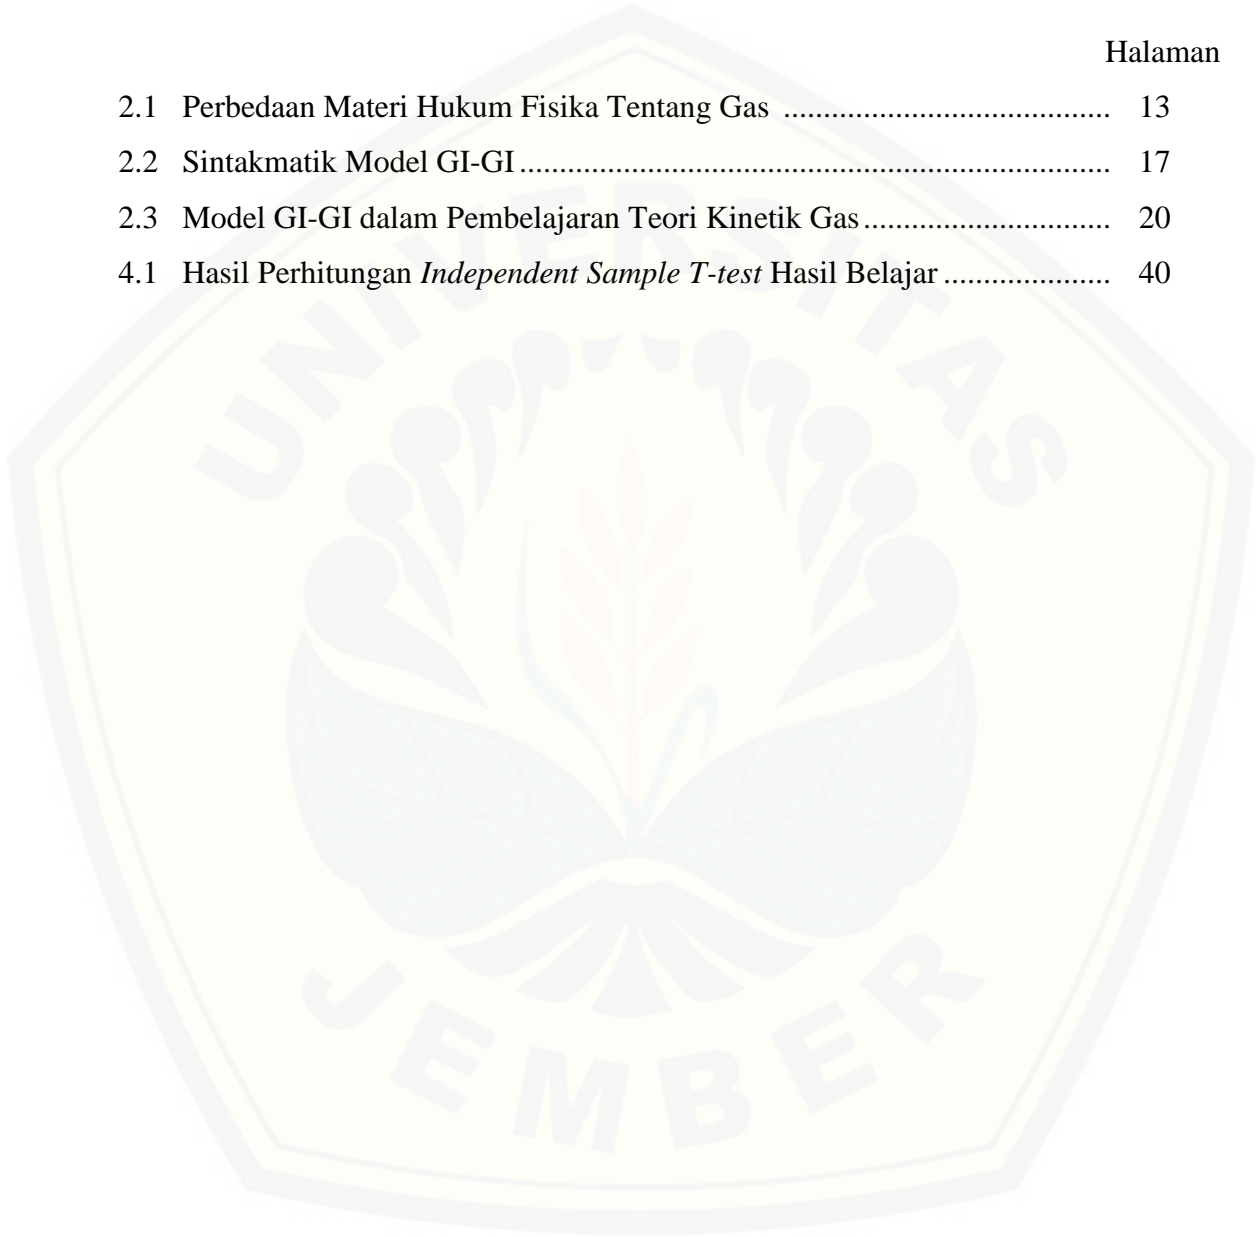 Halaman
2.1 Perbedaan Materi Hukum Fisika Tentang Gas .................................... 13
2.2 Sintakmatik Model GI-GI ................................................................ 17
2.3 Model GI-GI dalam Pembelajaran Teori Kinetik Gas ........................... 20
4.1 Hasil Perhitungan Independent Sample T-test Hasil Belajar ................... 40
UNIVERSITAS
JEMBER